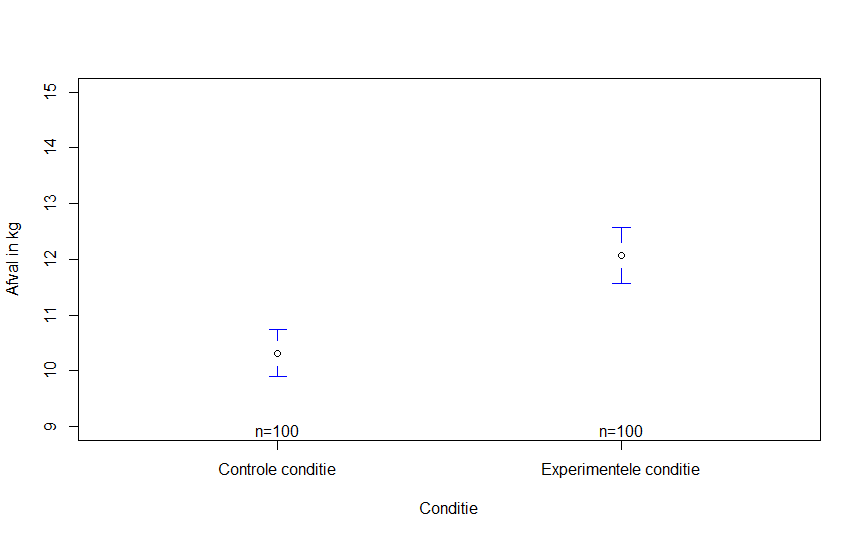 Afval in kg
15
14
13
12
11
10
9
n=100
n=100
Controle conditie
Experimentele conditie
Conditie